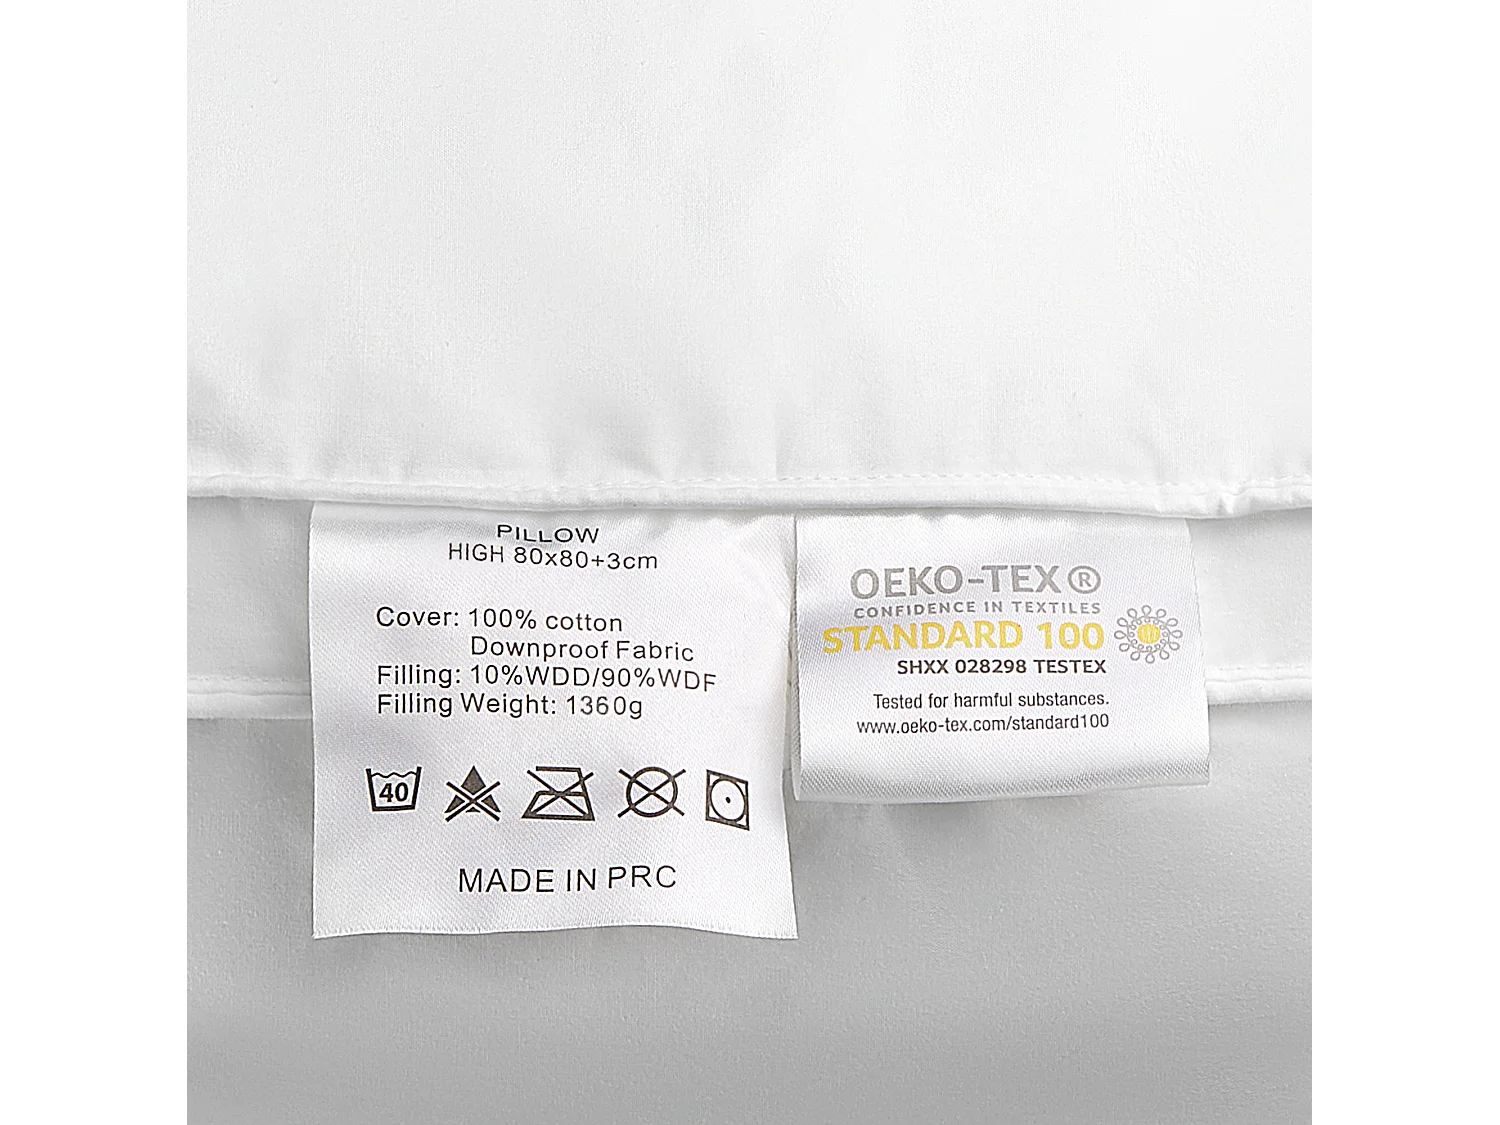 PILLOW
HIGH 80x80+3cm
Cover: 100% cotton
Downproof Fabric
Filling: 10%WDD/90%WDF
Filling Weight: 1360g
40
MADE IN PRC
OEKO-TEX®
CONFIDENCE IN TEXTILES
STANDARD 100
SHXX 028298 TESTEX
Tested for harmful substances.
www.oeko-tex.com/standard100